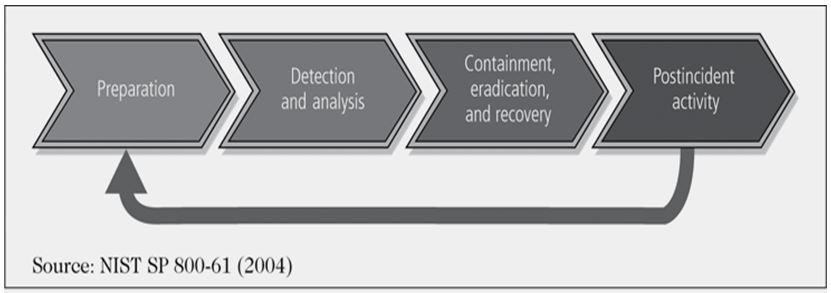 Preparation
Detection
and analysis
Containment,
eradication,
and recovery
Postincident
activity
Source: NIST SP 800-61 (2004)